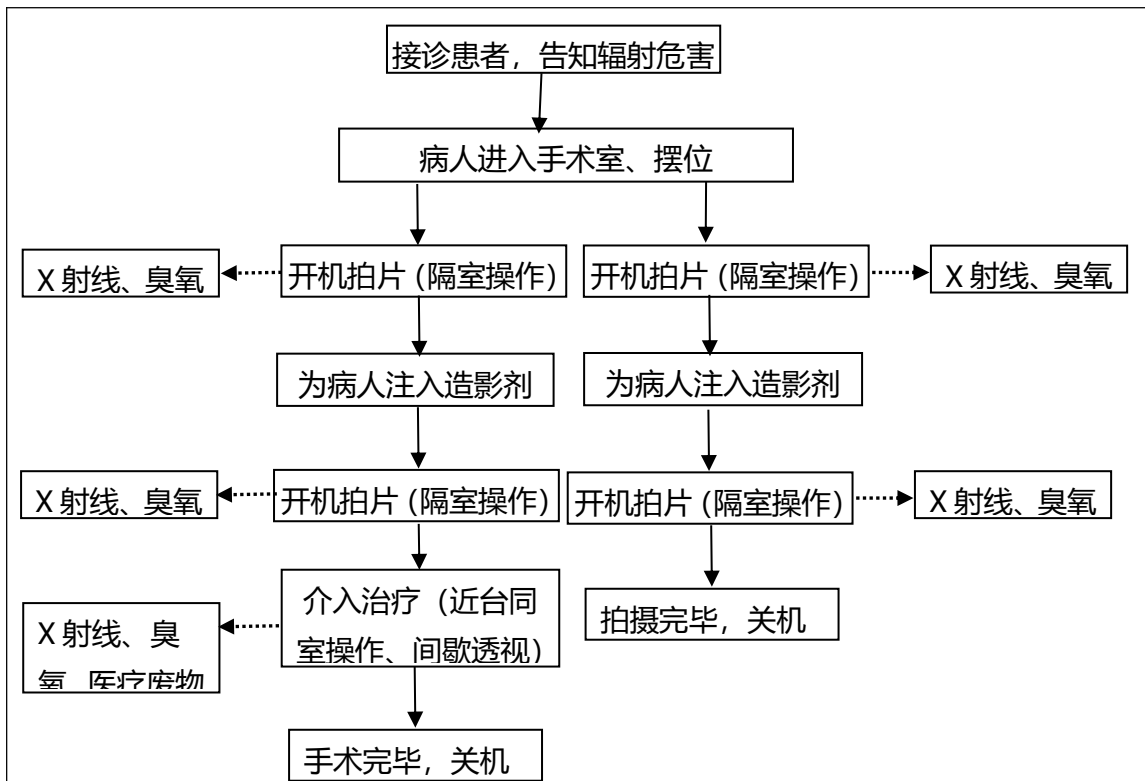 接诊患者，告知辐射危害
病人进入手术室、摆位
X 射线、臭氧
开机拍片（隔室操作）
开机拍片（隔室操作）
X 射线、臭氧
为病人注入造影剂
为病人注入造影剂
X 射线、臭氧
开机拍片（隔室操作）
开机拍片（隔室操作）
X 射线、臭氧
介入治疗（近台同
室操作、间歇透视）
X 射线、臭
氧、医疗废物
拍摄完毕，关机
手术完毕，关机